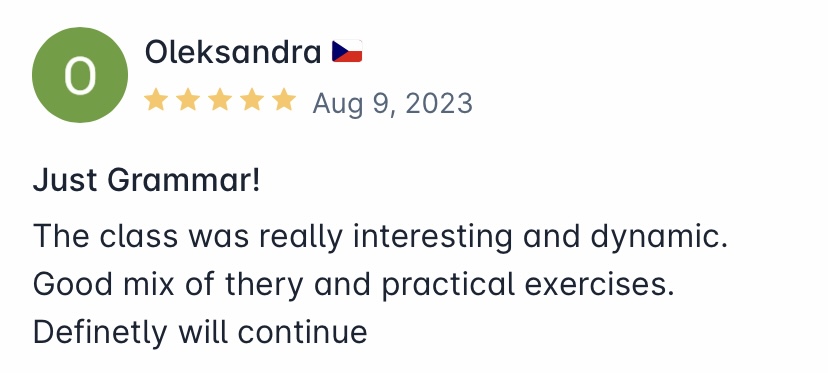 O
Oleksandra 🇨🇿
Aug 9, 2023
Just Grammar!
The class was really interesting and dynamic.
Good mix of thery and practical exercises.
Definetly will continue